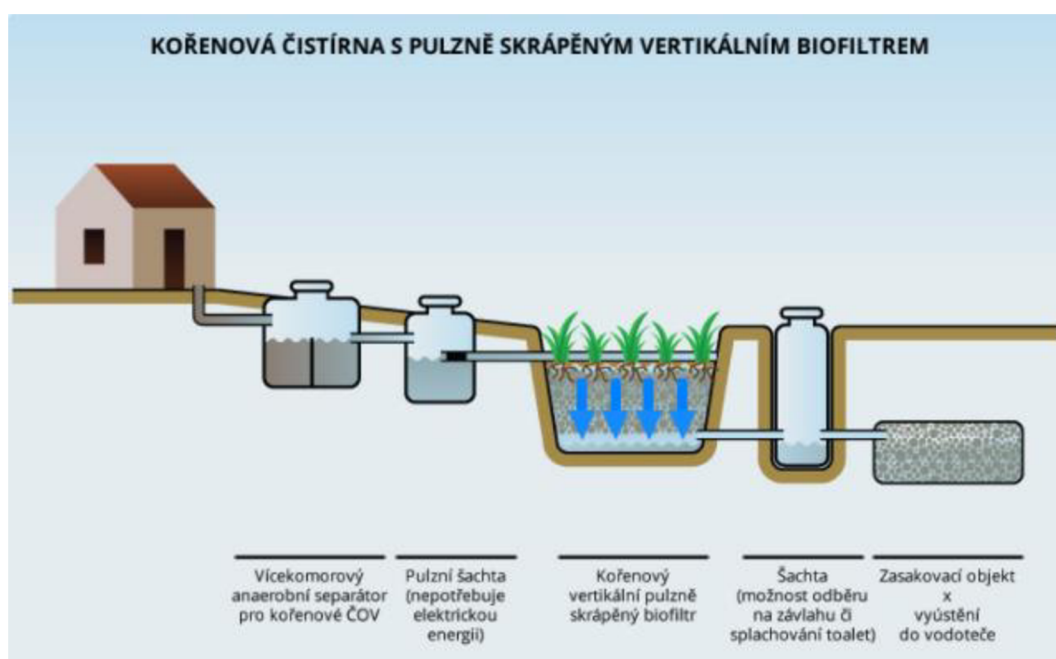 KOŘENOVÁ ČISTÍRNA S PULZNĚ SKRÁPĚNÝM VERTIKÁLNÍM BIOFILTREM
Vícekomorový
anaerobní separátor
pro kořenové ČOV
Pulzní šachta
(nepotřebuje
elektrickou
energii)
Kořenový
vertikální pulzně
skrápěný biofiltr
Šachta
(možnost odběru
na závlahu či
splachování toalet)
Zasakovací objekt
x
vyústění
do vodoteče